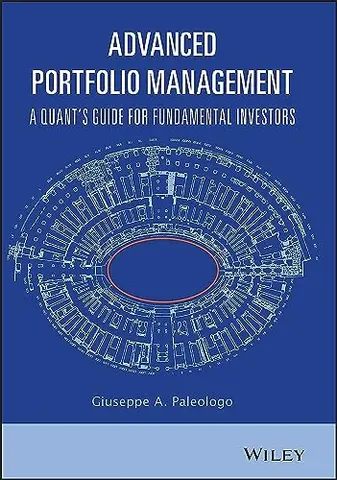 ADVANCED
PORTFOLIO MANAGEMENT
A QUANT'S GUIDE FOR FUNDAMENTAL INVESTORS
Giuseppe A. Paleologo
WILEY